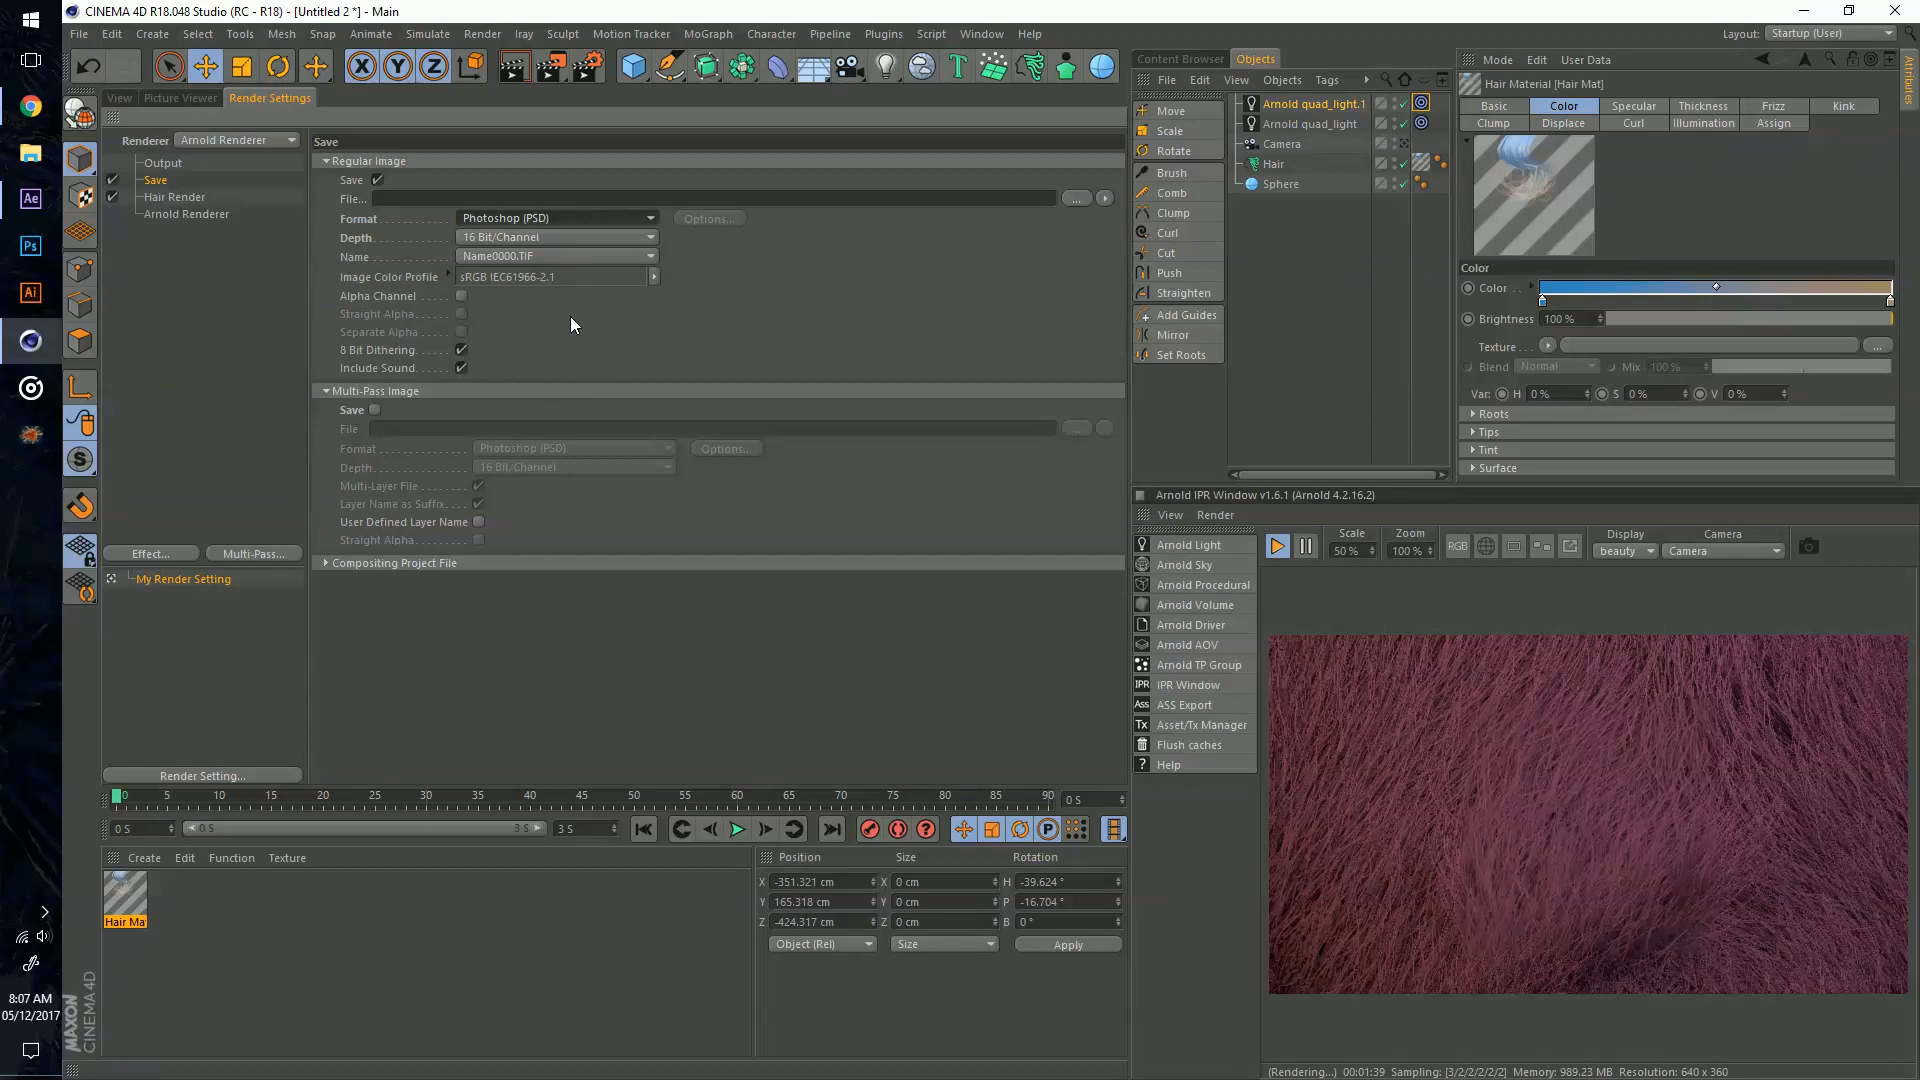 CINEMA 4D R18.048 Studio (RC - R18) - [Untitled 2 *] - Main
File Edit Create Select Tools Mesh Snap Animate Simulate Render Iray Sculpt Motion Tracker MoGraph Character Pipeline Plugins Script Window Help
Layout: Startup (User)
View Picture Viewer Render Settings
Renderer Arnold Renderer
Output
Save
Hair Render
Arnold Renderer
Effect... Multi-Pass...
My Render Setting
Render Setting...
Save
Regular Image
Save
File...
Format Photoshop (PSD) Options...
Depth 16 Bit/Channel
Name Name0000.TIF
Image Color Profile sRGB IEC61966-2.1
Alpha Channel
Straight Alpha
Separate Alpha
8 Bit Dithering
Include Sound
Multi-Pass Image
Save
File
Format Photoshop (PSD) Options...
Depth 16 Bit/Channel
Multi-Layer File
Layer Name as Suffix
User Defined Layer Name
Straight Alpha
Compositing Project File
0 5 10 15 20 25 30 35 40 45 50 55 60 65 70 75 80 85 90 0 S
0 S 0 S 3 S 3 S
Create Edit Function Texture
Hair Ma
Position Size Rotation
X -351.321 cm X 0 cm H -39.624 °
Y 165.318 cm Y 0 cm P -16.704 °
Z -424.317 cm Z 0 cm B 0 °
Object (Rel) Size Apply
Content Browser Objects
File Edit View Objects Tags
Move
Scale
Rotate
Brush
Comb
Clump
Curl
Cut
Push
Straighten
Add Guides
Mirror
Set Roots
Arnold quad_light.1
Arnold quad_light
Camera
Hair
Sphere
Mode Edit User Data
Attributes
Hair Material [Hair Mat]
Basic Color Specular Thickness Frizz Kink
Clump Displace Curl Illumination Assign
Color
Color
Brightness 100 %
Texture
Blend Normal Mix 100 %
Var: H 0 % S 0 % V 0 %
Roots
Tips
Tint
Surface
Arnold IPR Window v1.6.1 (Arnold 4.2.16.2)
View Render
Arnold Light
Arnold Sky
Arnold Procedural
Arnold Volume
Arnold Driver
Arnold AOV
Arnold TP Group
IPR IPR Window
Ass ASS Export
Tx Asset/Tx Manager
Flush caches
? Help
Scale Zoom Display Camera
50 % 100 % RGB beauty Camera
(Rendering...) 00:01:39 Sampling: [3/2/2/2/2/2] Memory: 989.23 MB Resolution: 640 x 360
Ae
Ps
Ai
8:07 AM
05/12/2017
MAXON
CINEMA 4D
X Y Z
S
P